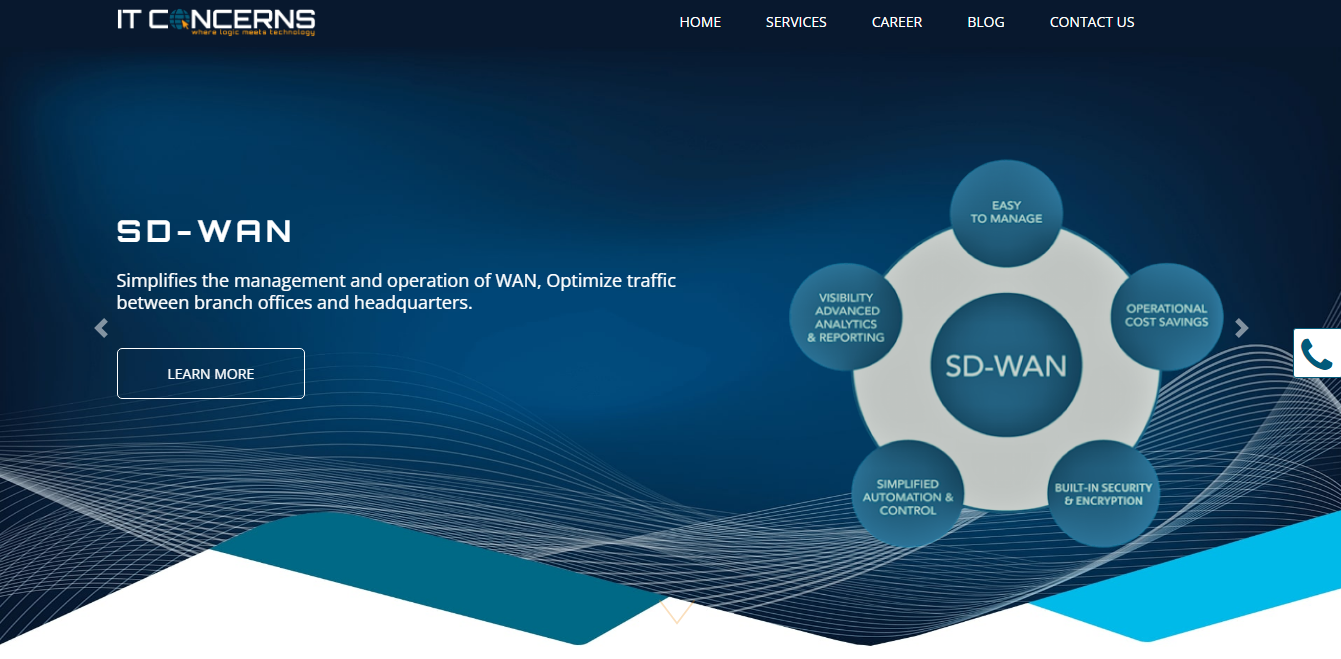 IT CONCERNS
where logic meets technology
HOME
SERVICES
CAREER
BLOG
CONTACT US
SD-WAN
Simplifies the management and operation of WAN, Optimize traffic
between branch offices and headquarters.
LEARN MORE
EASY
TO MANAGE
VISIBILITY
ADVANCED
ANALYTICS
& REPORTING
OPERATIONAL
COST SAVINGS
SD-WAN
SIMPLIFIED
AUTOMATION &
CONTROL
BUILT-IN SECURITY
& ENCRYPTION